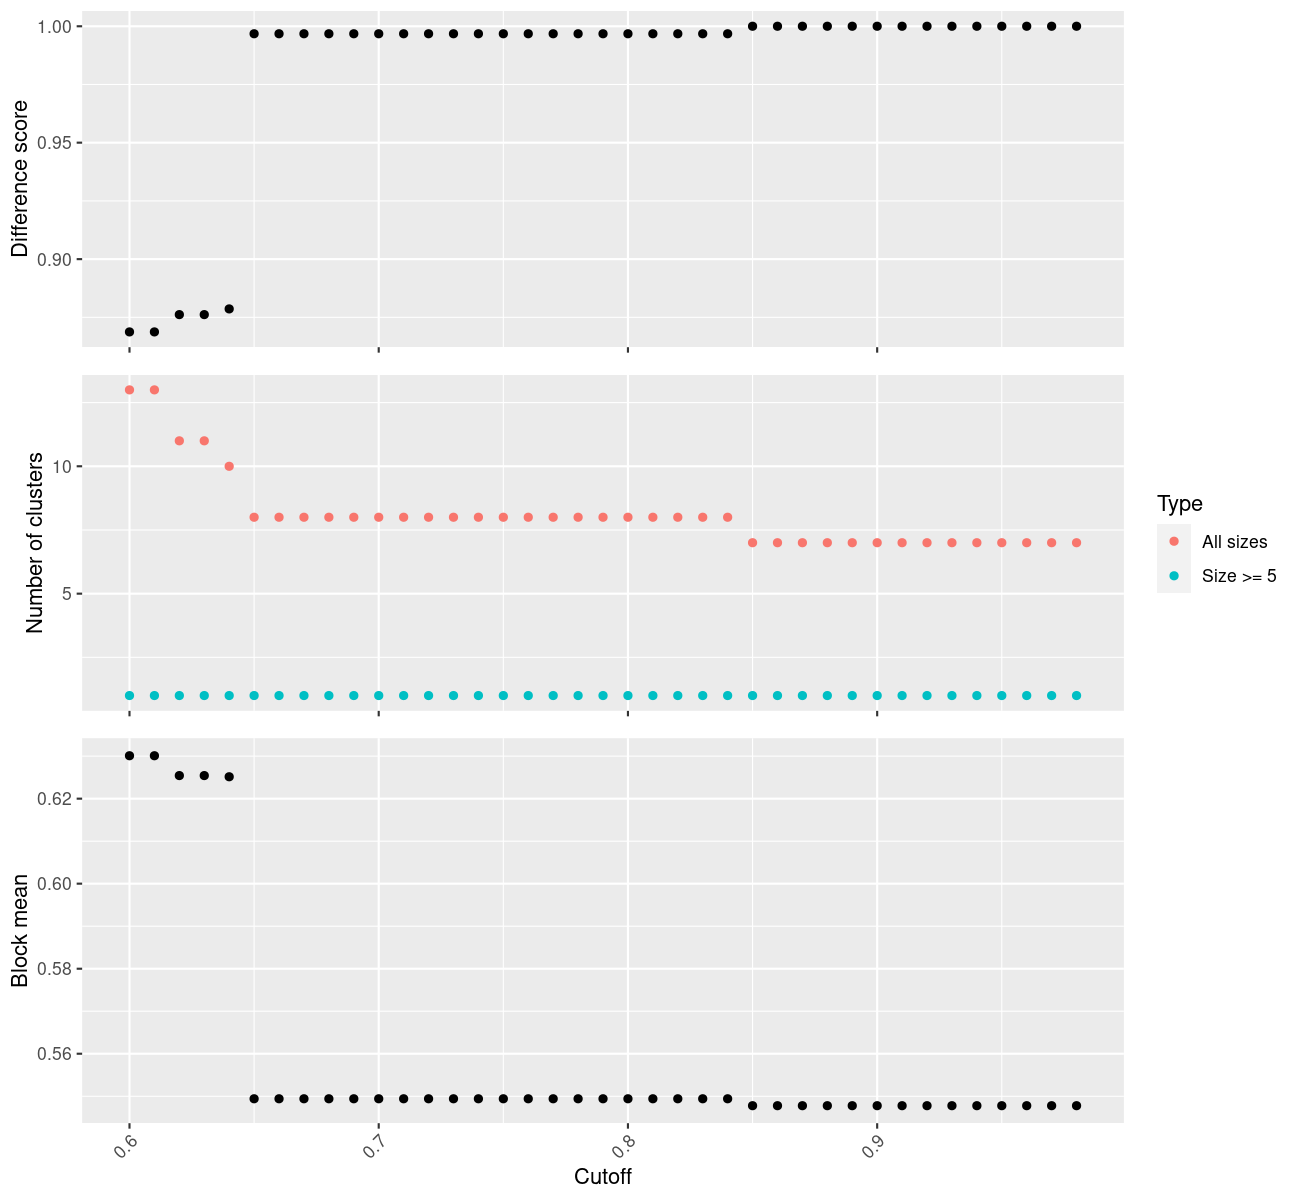 Difference score
1.00
0.95
0.90
Number of clusters
10
5
Type
All sizes
Size >= 5
Block mean
0.62
0.60
0.58
0.56
0.6
0.7
0.8
0.9
Cutoff